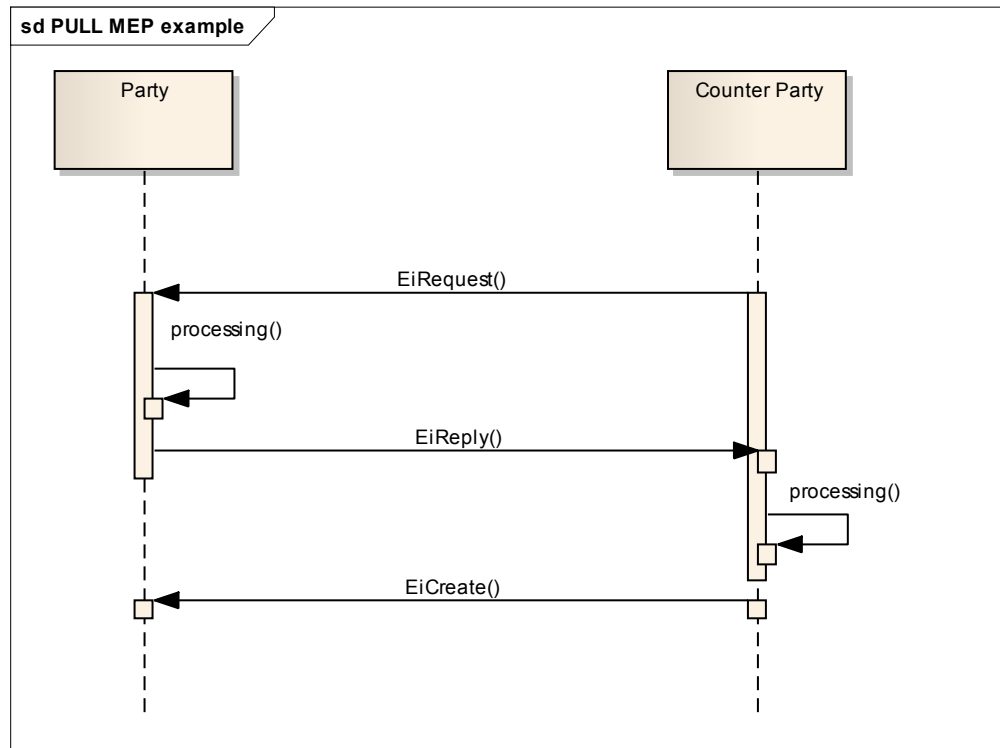 sd PULL MEP example
Party
Counter Party
EiRequest()
processing()
EiReply()
processing()
EiCreate()